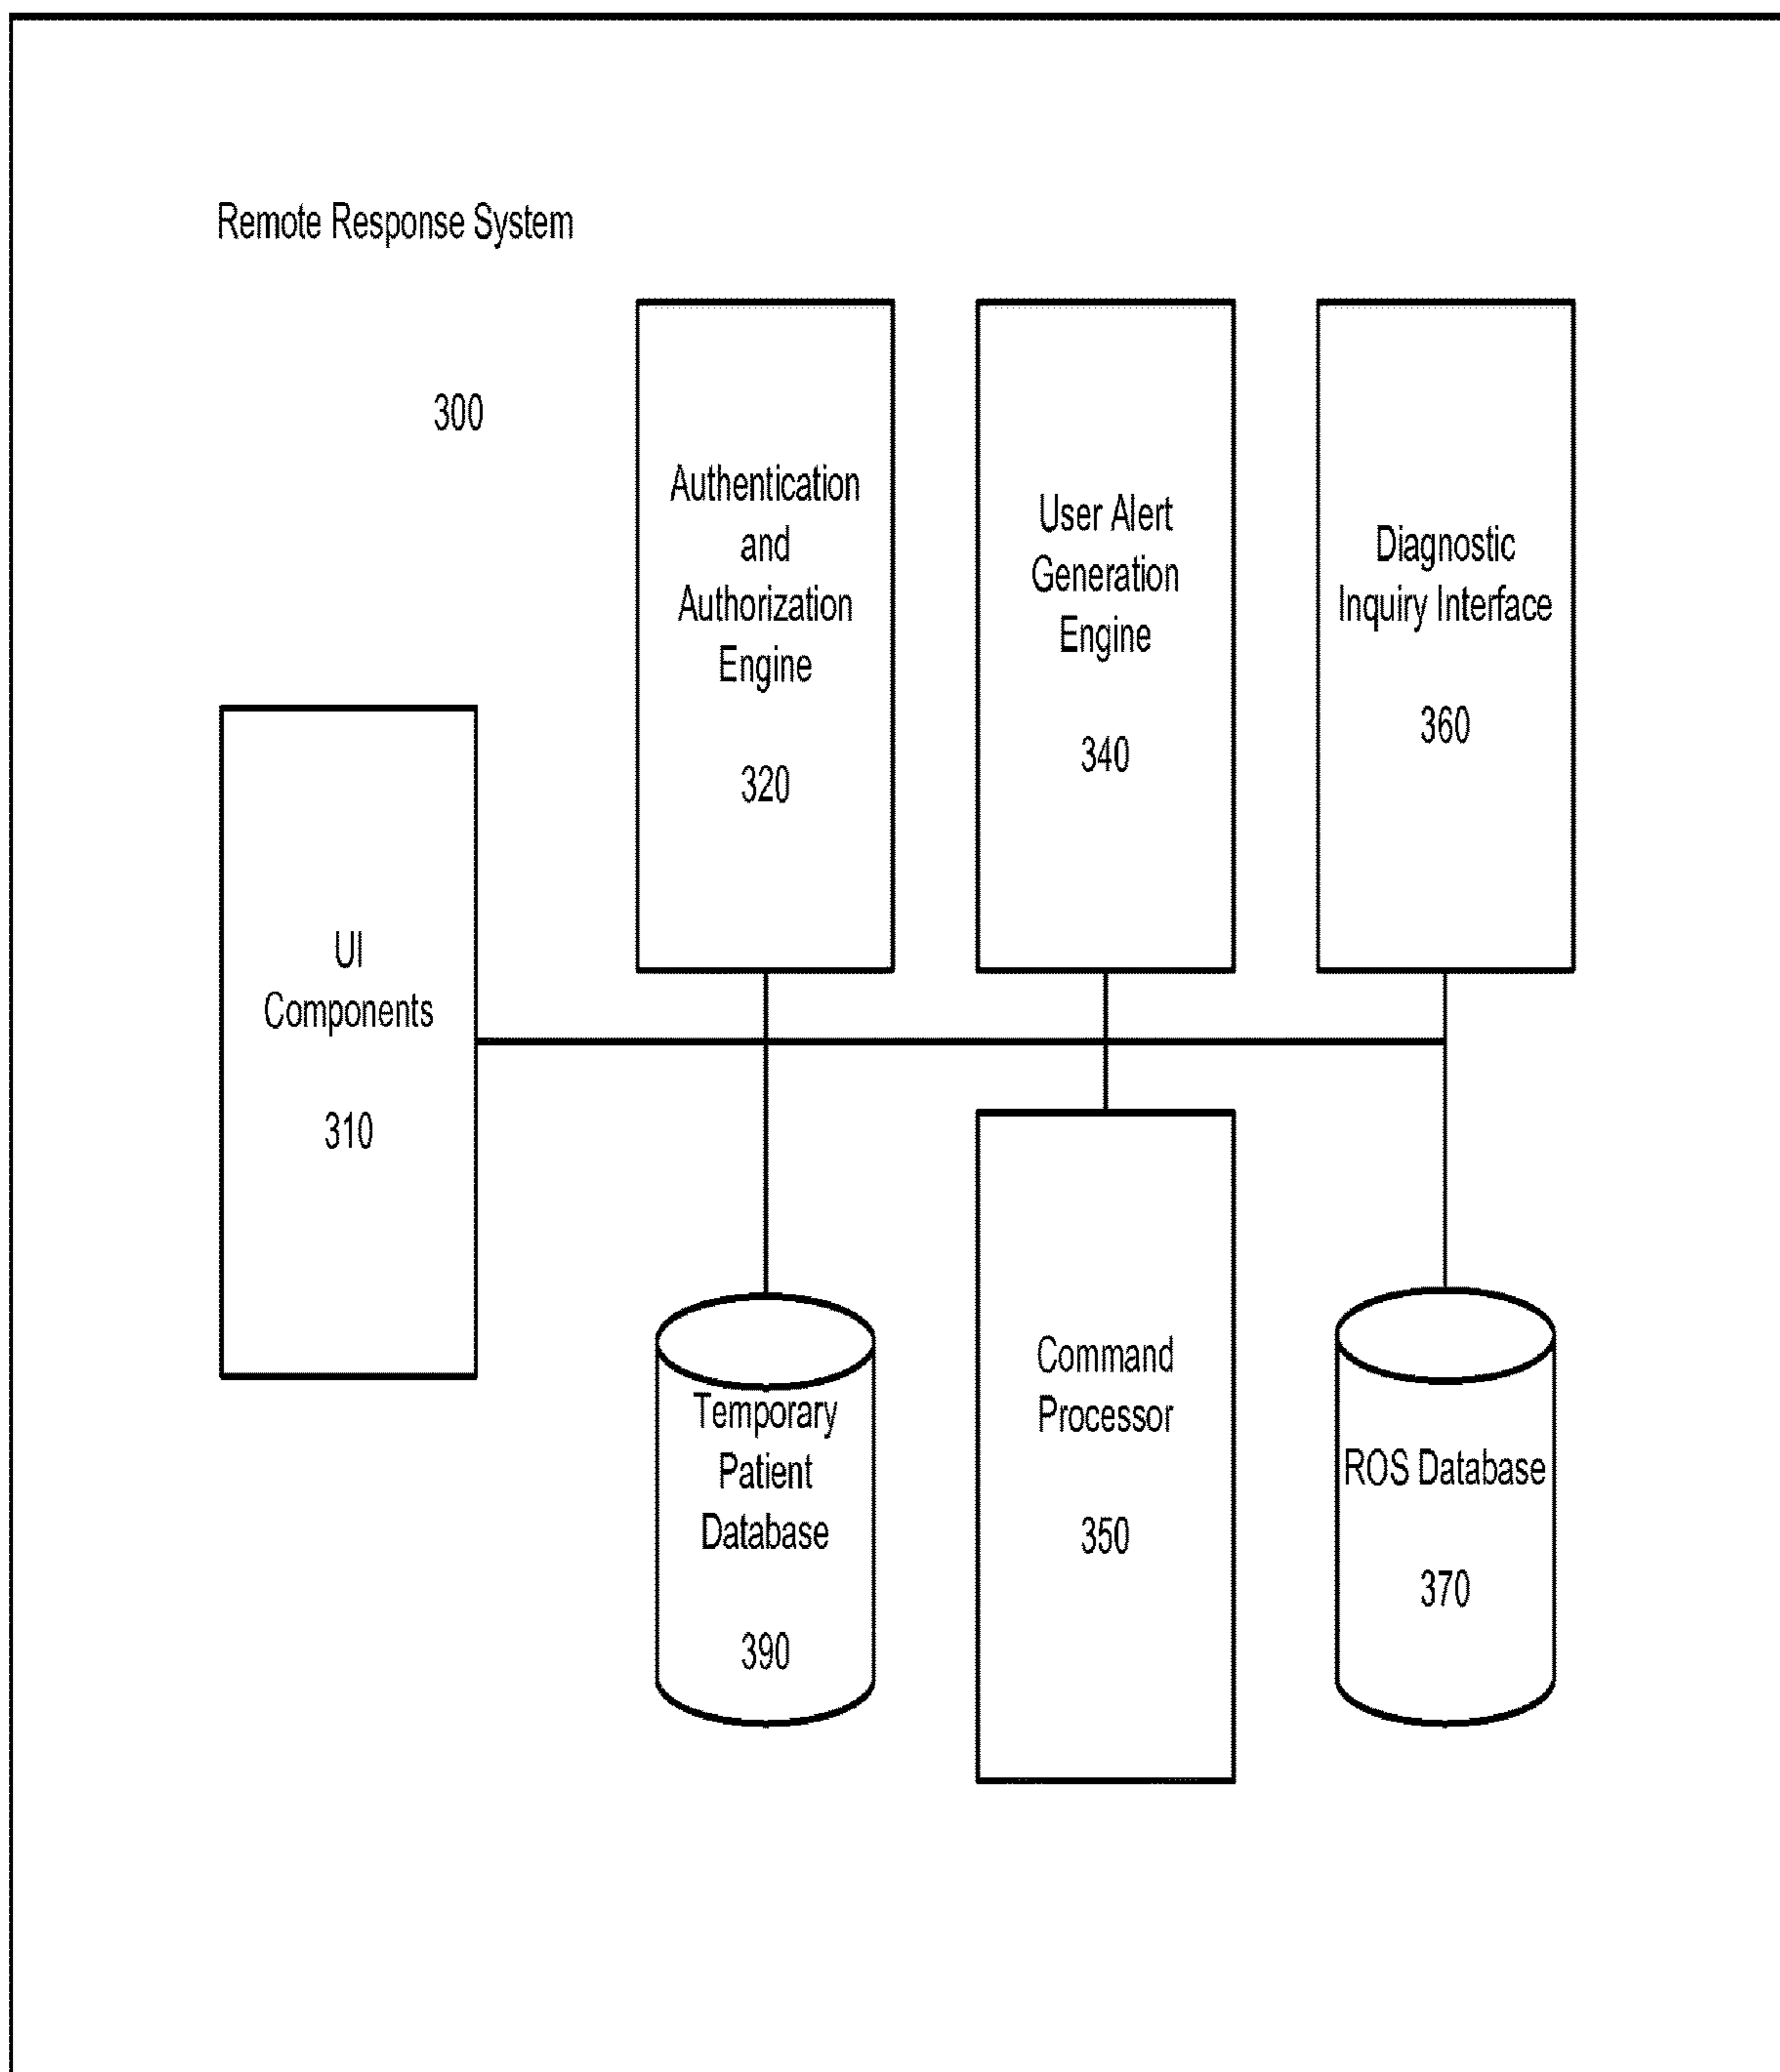 Remote Response System
300
Authentication
and
Authorization
Engine
320
User Alert
Generation
Engine
340
Diagnostic
Inquiry Interface
360
UI
Components
310
Temporary
Patient
Database
390
Command
Processor
350
ROS Database
370